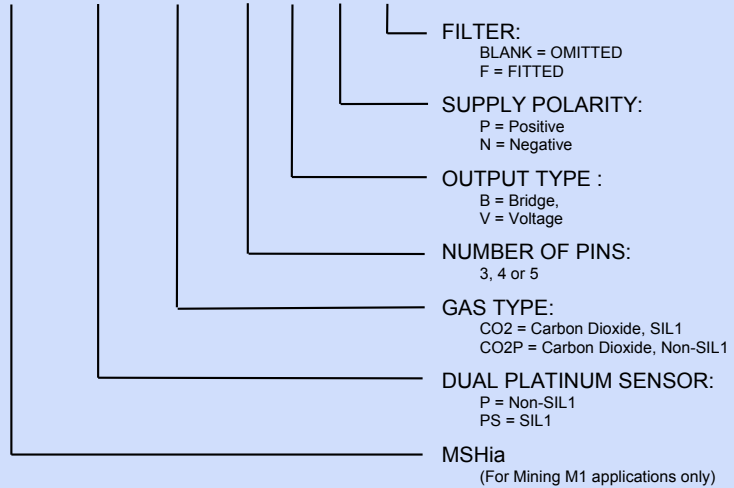 FILTER:
BLANK = OMITTED
F = FITTED
SUPPLY POLARITY:
P = Positive
N = Negative
OUTPUT TYPE :
B = Bridge,
V = Voltage
NUMBER OF PINS:
3, 4 or 5
GAS TYPE:
CO2 = Carbon Dioxide, SIL1
CO2P = Carbon Dioxide, Non-SIL1
DUAL PLATINUM SENSOR:
P = Non-SIL1
PS = SIL1
MSHia
(For Mining M1 applications only)